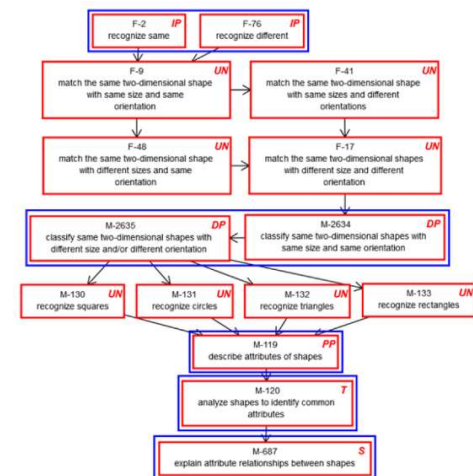 F-2 IP
recognize same
F-76 IP
recognize different
F-9 UN
match the same two-dimensional shape
with same size and same
orientation
F-41 UN
match the same two-dimensional shape
with same sizes and different
orientations
F-48 UN
match the same two-dimensional shape
with different sizes and same
orientation
F-17 UN
match the same two-dimensional shapes
with different size and different
orientation
M-2635 DP
classify same two-dimensional shapes with
different size and/or different orientation
M-2634 DP
classify same two-dimensional shapes with
same size and same orientation
M-130 UN
recognize squares
M-131 UN
recognize circles
M-132 UN
recognize triangles
M-133 UN
recognize rectangles
M-119 PP
describe attributes of shapes
M-120 T
analyze shapes to identify common
attributes
M-687 S
explain attribute relationships between shapes